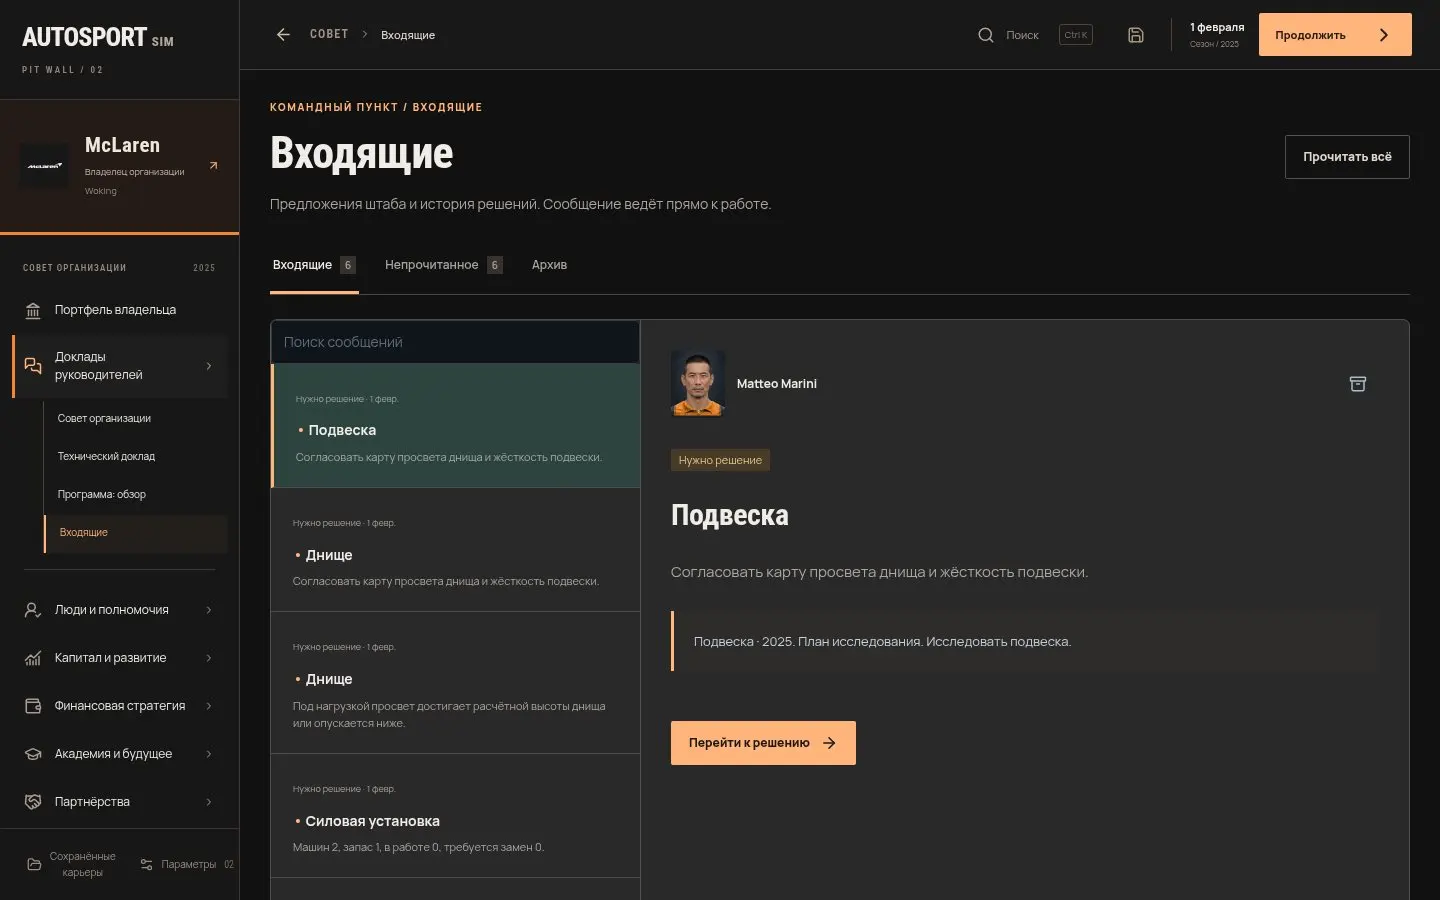 AUTOSPORT SIM
PIT WALL / 02
McLaren
McLaren
Владелец организации
Woking
СОВЕТ ОРГАНИЗАЦИИ 2025
Портфель владельца
Доклады
руководителей
Совет организации
Технический доклад
Программа: обзор
Входящие
Люди и полномочия
Капитал и развитие
Финансовая стратегия
Академия и будущее
Партнёрства
Сохранённые
карьеры
Параметры 02
СОВЕТ Входящие
Поиск Ctrl K
1 февраля
Сезон / 2025
Продолжить
КОМАНДНЫЙ ПУНКТ / ВХОДЯЩИЕ
Входящие
Прочитать всё
Предложения штаба и история решений. Сообщение ведёт прямо к работе.
Входящие 6 Непрочитанное 6 Архив
Поиск сообщений
Нужно решение · 1 февр.
• Подвеска
Согласовать карту просвета днища и жёсткость подвески.
Нужно решение · 1 февр.
• Днище
Согласовать карту просвета днища и жёсткость подвески.
Нужно решение · 1 февр.
• Днище
Под нагрузкой просвет достигает расчётной высоты днища
или опускается ниже.
Нужно решение · 1 февр.
• Силовая установка
Машин 2, запас 1, в работе 0, требуется замен 0.
Matteo Marini
Нужно решение
Подвеска
Согласовать карту просвета днища и жёсткость подвески.
Подвеска · 2025. План исследования. Исследовать подвеска.
Перейти к решению